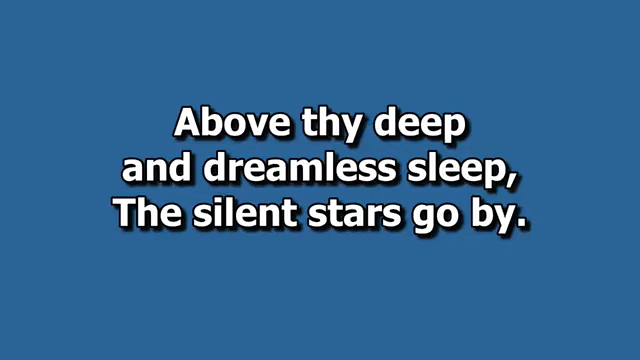 Above thy deep
and dreamless sleep,
The silent stars go by.